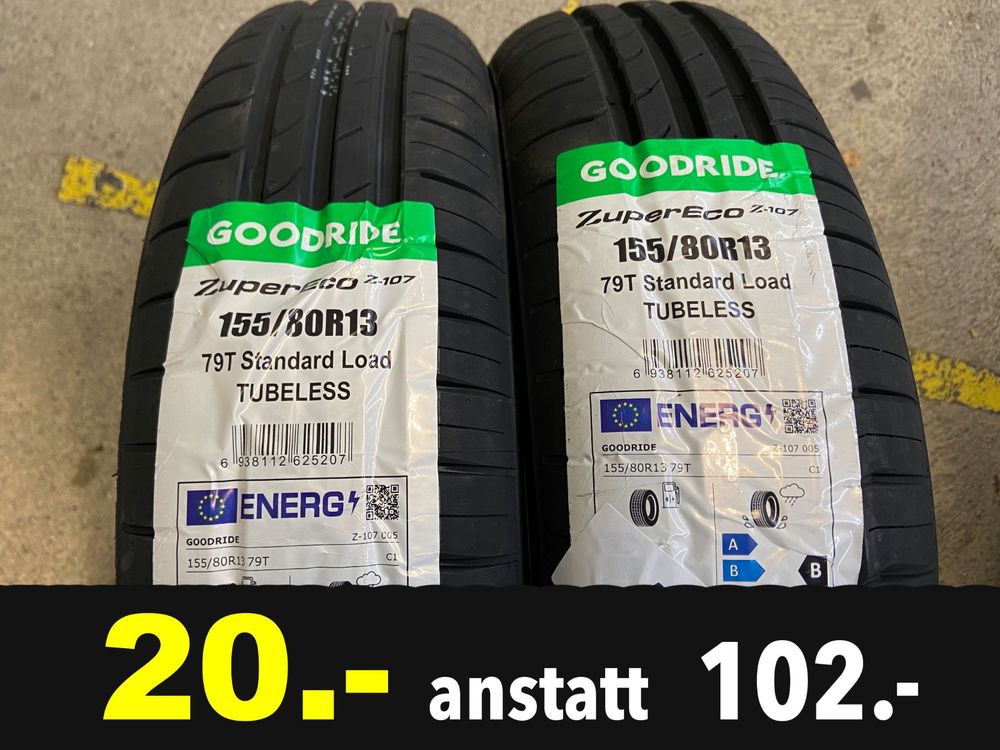 GOODRIDE
ZuperEco Z-107
155/80R13
79T Standard Load
TUBELESS
6 938112 625207
ENERG
GOODRIDE Z-107 005
155/80R13 79T C1
GOODRIDE
ZuperEco Z-107
155/80R13
79T Standard Load
TUBELESS
6 938112 625207
ENERG
GOODRIDE Z-107 005
155/80R13 79T C1
A
B B
20.- anstatt 102.-